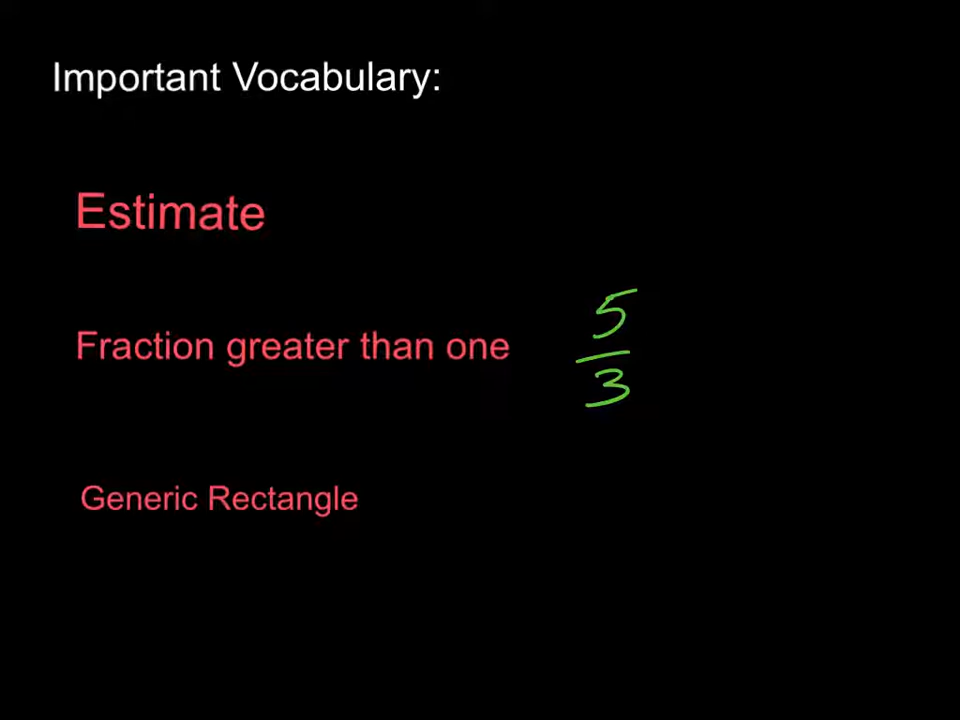 Important Vocabulary:
Estimate
Fraction greater than one
5
3
Generic Rectangle